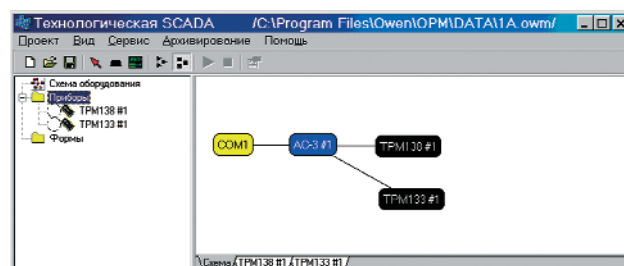 Технологическая SCADA /C:\Program Files\Owen\OPM\DATA\1A.owm/
Проект Вид Сервис Архивирование Помощь
Схема оборудования
Приборы
ТРМ138 #1
ТРМ133 #1
Формы
COM1
АС-3 #1
ТРМ138 #1
ТРМ133 #1
Схема ТРМ138 #1 ТРМ133 #1